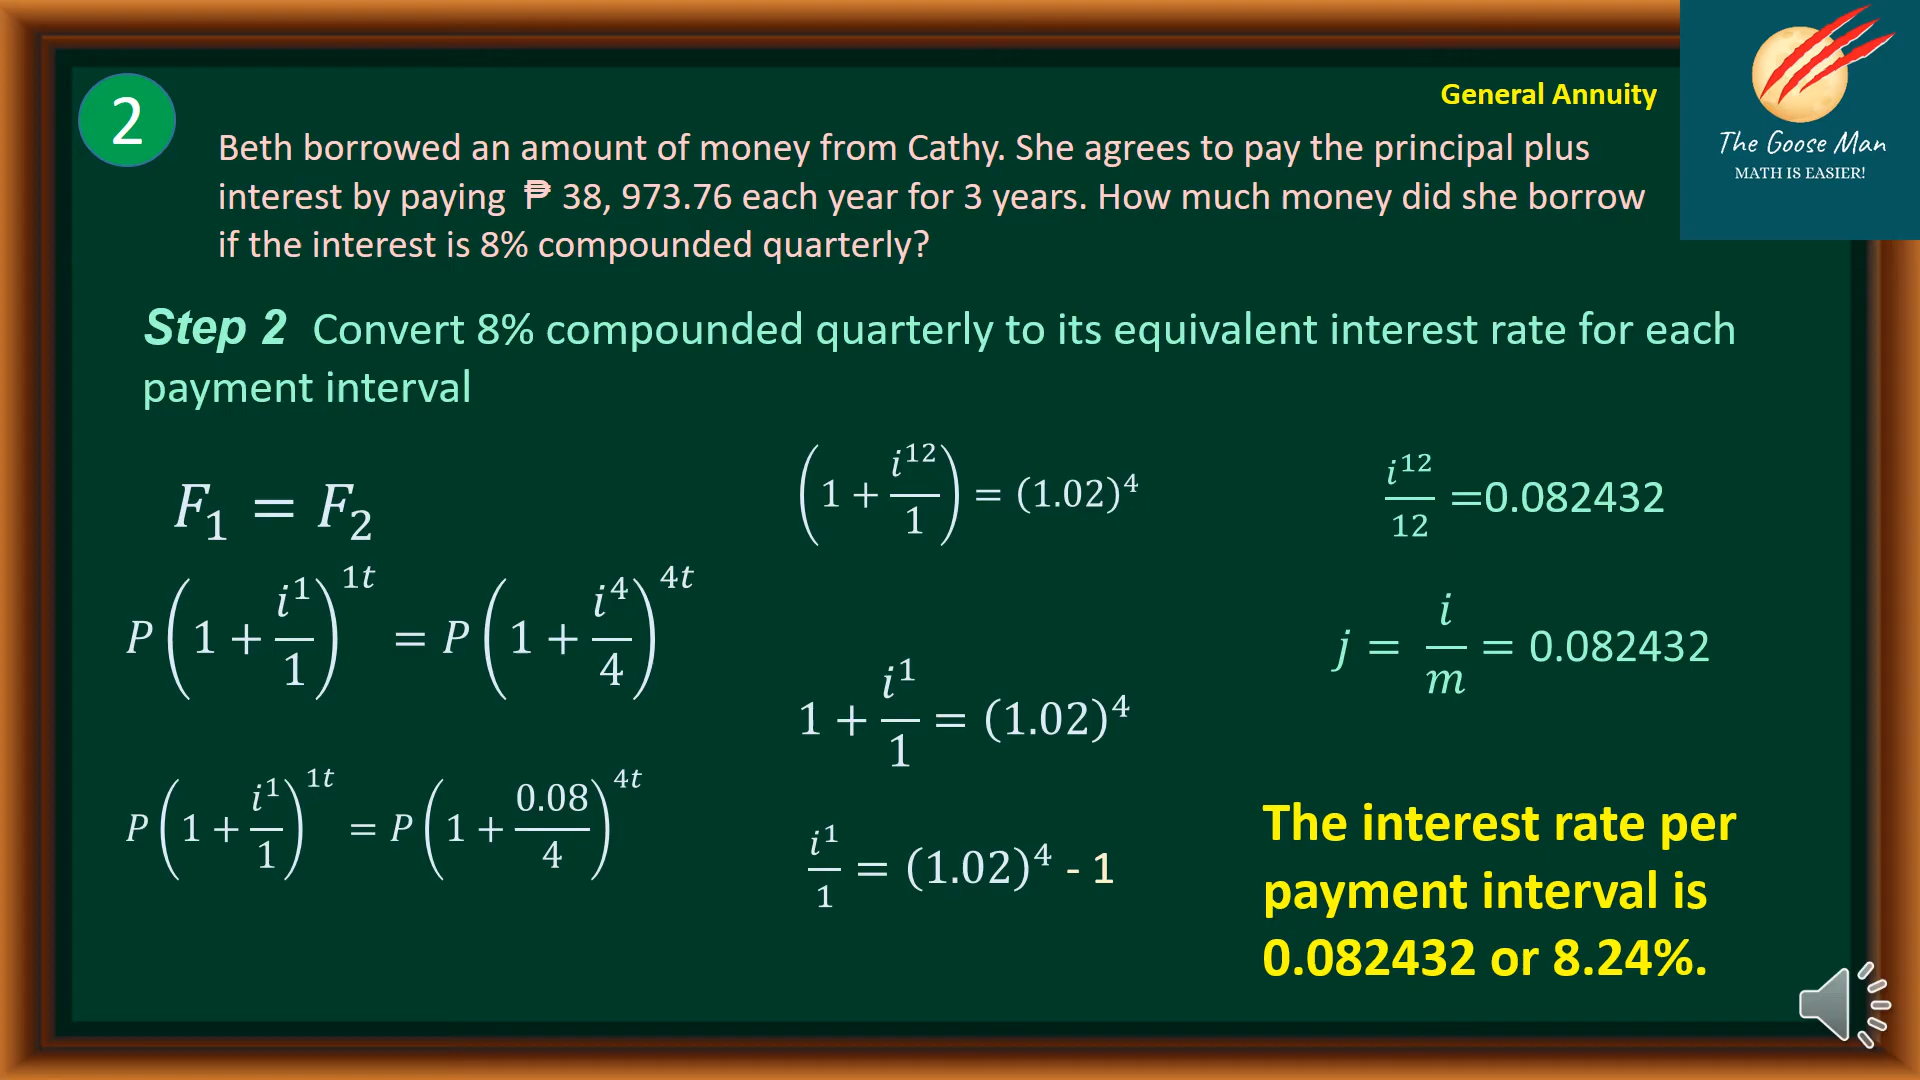 2
General Annuity
The Goose Man
MATH IS EASIER!
Beth borrowed an amount of money from Cathy. She agrees to pay the principal plus
interest by paying ₱ 38, 973.76 each year for 3 years. How much money did she borrow
if the interest is 8% compounded quarterly?
Step 2 Convert 8% compounded quarterly to its equivalent interest rate for each
payment interval
F₁ = F₂
P(1 + i¹/1)^1t = P(1 + i⁴/4)^4t
P(1 + i¹/1)^1t = P(1 + 0.08/4)^4t
(1 + i¹²/1) = (1.02)⁴
1 + i¹/1 = (1.02)⁴
i¹/1 = (1.02)⁴ - 1
i¹²/12 =0.082432
j = i/m = 0.082432
The interest rate per
payment interval is
0.082432 or 8.24%.